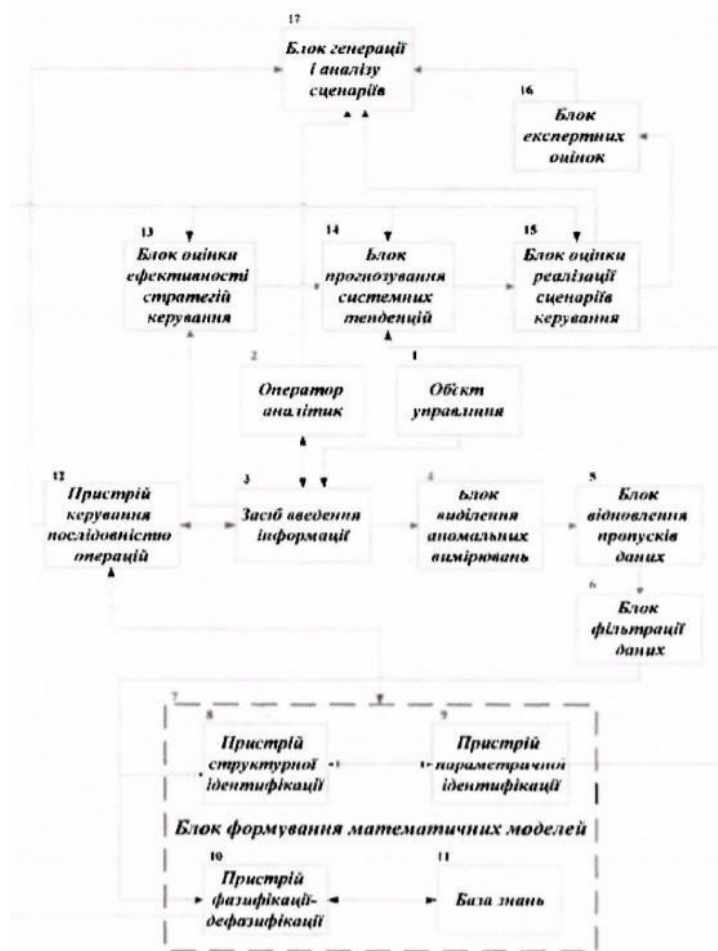 17
Блок генерації
і аналізу
сценаріїв
16
Блок
експертних
оцінок
13
Блок оцінки
ефективності
стратегій
керування
14
Блок
прогнозування
системних
тенденцій
15
Блок оцінки
реалізації
сценаріїв
керування
2
Оператор
аналітик
1
Об'єкт
управління
12
Пристрій
керування
послідовністю
операцій
3
Засіб введення
інформації
4
Блок
виділення
аномальних
вимірювань
5
Блок
відновлення
пропусків
даних
6
Блок
фільтрації
даних
7
8
Пристрій
структурної
ідентифікації
9
Пристрій
параметричної
ідентифікації
Блок формування математичних моделей
10
Пристрій
фазифікації-
дефазифікації
11
База знань